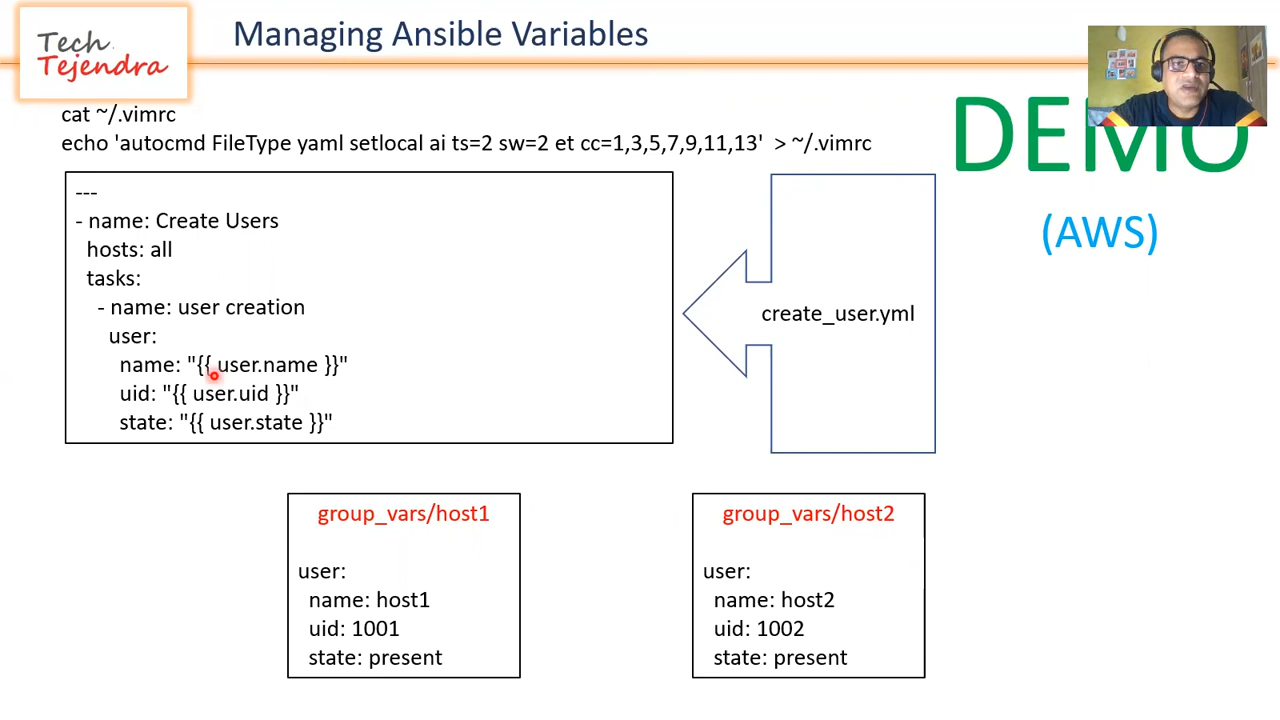 Tech
Tejendra
Managing Ansible Variables
cat ~/.vimrc
echo 'autocmd FileType yaml setlocal ai ts=2 sw=2 et cc=1,3,5,7,9,11,13' > ~/.vimrc
DEMO
(AWS)
---
- name: Create Users
  hosts: all
  tasks:
    - name: user creation
      user:
        name: "{{ user.name }}"
        uid: "{{ user.uid }}"
        state: "{{ user.state }}"
create_user.yml
group_vars/host1
user:
  name: host1
  uid: 1001
  state: present
group_vars/host2
user:
  name: host2
  uid: 1002
  state: present